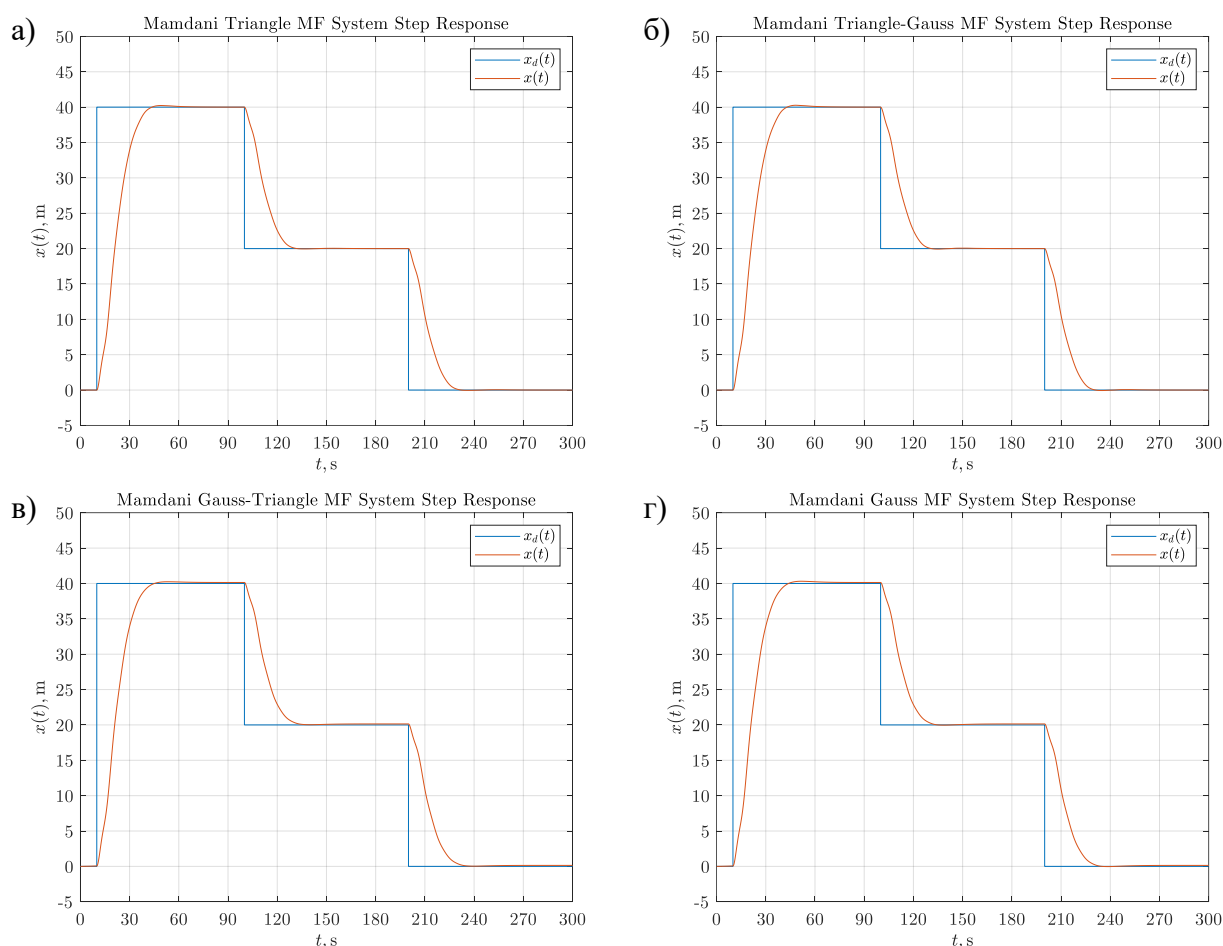 а)
Mamdani Triangle MF System Step Response
50
45
40
35
30
25
20
15
10
5
0
-5
x(t), m
x_d(t)
x(t)
0 30 60 90 120 150 180 210 240 270 300
t, s
б)
Mamdani Triangle-Gauss MF System Step Response
50
45
40
35
30
25
20
15
10
5
0
-5
x(t), m
x_d(t)
x(t)
0 30 60 90 120 150 180 210 240 270 300
t, s
в)
Mamdani Gauss-Triangle MF System Step Response
50
45
40
35
30
25
20
15
10
5
0
-5
x(t), m
x_d(t)
x(t)
0 30 60 90 120 150 180 210 240 270 300
t, s
г)
Mamdani Gauss MF System Step Response
50
45
40
35
30
25
20
15
10
5
0
-5
x(t), m
x_d(t)
x(t)
0 30 60 90 120 150 180 210 240 270 300
t, s